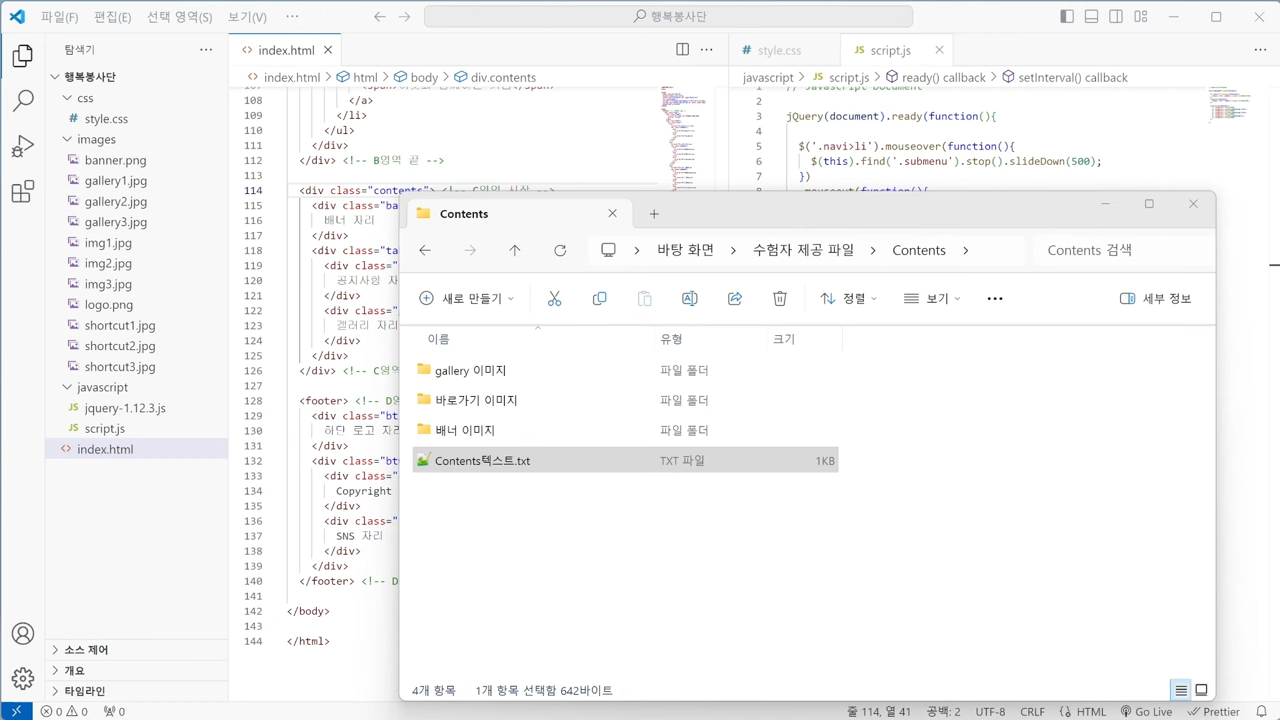 파일(F) 편집(E) 선택 영역(S) 보기(V) ···
행복봉사단
탐색기
행복봉사단
css
style.css
images
banner.png
gallery1.jpg
gallery2.jpg
gallery3.jpg
img1.jpg
img2.jpg
img3.jpg
logo.png
shortcut1.jpg
shortcut2.jpg
shortcut3.jpg
javascript
jquery-1.12.3.js
script.js
index.html
소스 제어
개요
타임라인
index.html
index.html > html > body > div.contents
108 </a>
109 </li>
110 </ul>
111 </div>
112 </div> <!-- B영역 끝 -->
113
114 <div class="contents"> <!-- C영역 시작 -->
115 <div class="ba
116 배너 자리
117 </div>
118 <div class="ta
119 <div class="
120 공지사항 자
121 </div>
122 <div class="
123 갤러리 자리
124 </div>
125 </div>
126 </div> <!-- C영역
127
128 <footer> <!-- D영
129 <div class="bt
130 하단 로고 자리
131 </div>
132 <div class="bt
133 <div class="
134 Copyright
135 </div>
136 <div class="
137 SNS 자리
138 </div>
139 </div>
140 </footer> <!-- D
141
142 </body>
143
144 </html>
style.css
script.js
javascript > script.js > ready() callback > setInterval() callback
1 // Javascript Document
2
3 jQuery(document).ready(function(){
4
5 $('.navi>li').mouseover(function(){
6 $(this).find('.submenu').stop().slideDown(500);
7 })
Contents
바탕 화면 > 수험자 제공 파일 > Contents >
Contents 검색
새로 만들기
정렬
보기
세부 정보
이름 유형 크기
gallery 이미지 파일 폴더
바로가기 이미지 파일 폴더
배너 이미지 파일 폴더
Contents텍스트.txt TXT 파일 1KB
4개 항목 1개 항목 선택함 642바이트
0 0 0
줄 114, 열 41 공백: 2 UTF-8 CRLF HTML Go Live Prettier